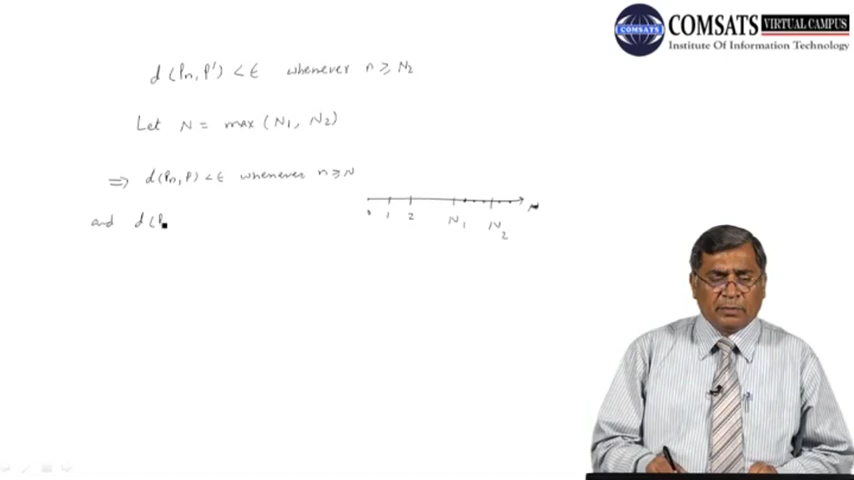 COMSATS VIRTUAL CAMPUS
Institute Of Information Technology
d(Pn, P') < ε whenever n ≥ N2
Let N = max (N1, N2)
⇒ d(Pn, P) < ε whenever n ≥ N
and d(P
0 1 2 N1 N2